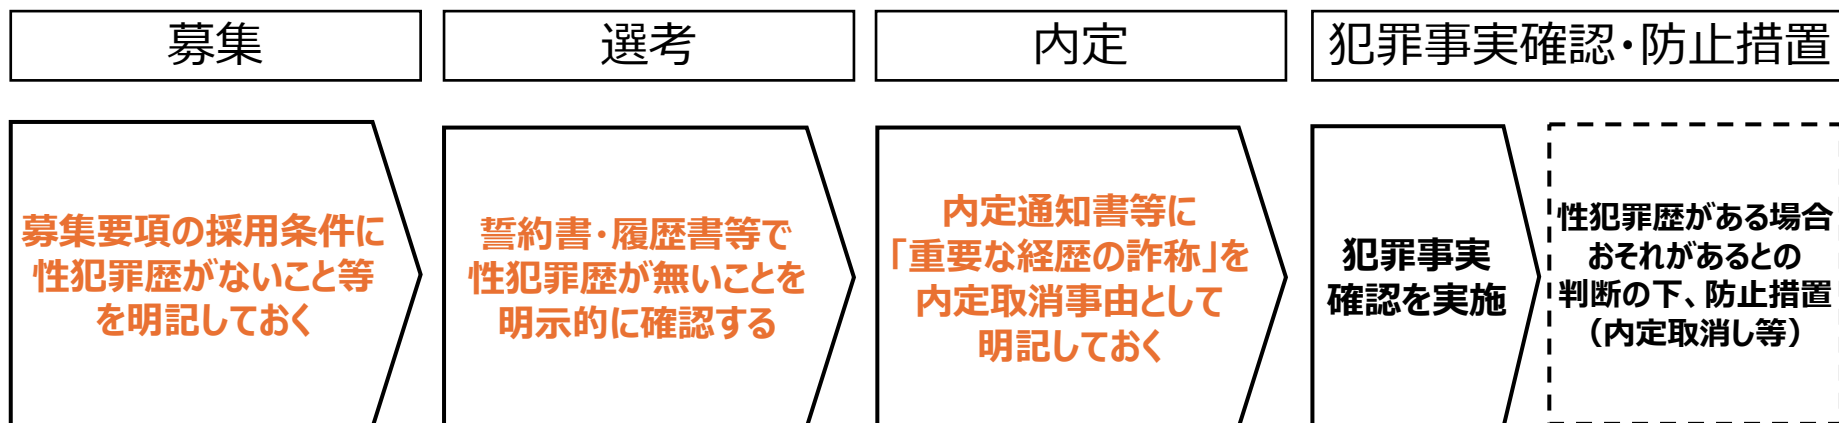 募集
選考
内定
犯罪事実確認・防止措置
募集要項の採用条件に
性犯罪歴がないこと等
を明記しておく
誓約書・履歴書等で
性犯罪歴が無いことを
明示的に確認する
内定通知書等に
「重要な経歴の詐称」を
内定取消事由として
明記しておく
犯罪事実
確認を実施
性犯罪歴がある場合
おそれがあるとの
判断の下、防止措置
（内定取消し等）